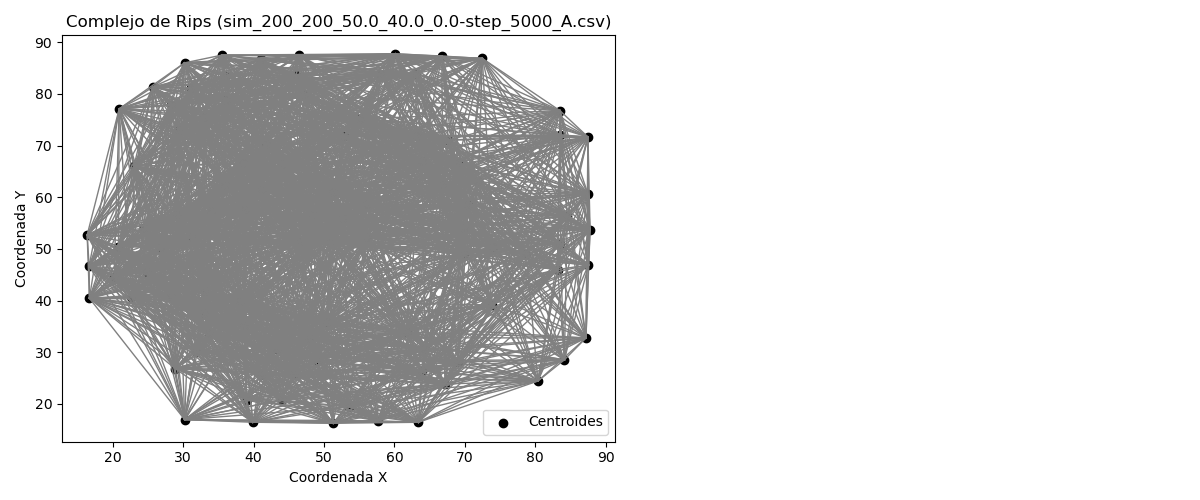 Complejo de Rips (sim_200_200_50.0_40.0_0.0-step_5000_A.csv)
90
80
70
60
50
40
30
20
Coordenada Y
Centroides
20 30 40 50 60 70 80 90
Coordenada X